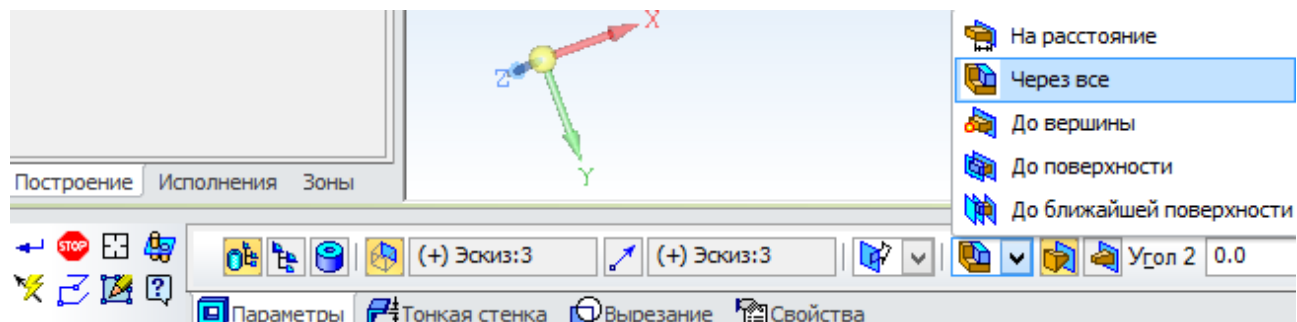 X
На расстояние
Z
Через все
До вершины
До поверхности
Y
Построение Исполнения Зоны
До ближайшей поверхности
STOP (+) Эскиз:3 (+) Эскиз:3 Угол 2 0.0
Параметры Тонкая стенка Вырезание Свойства